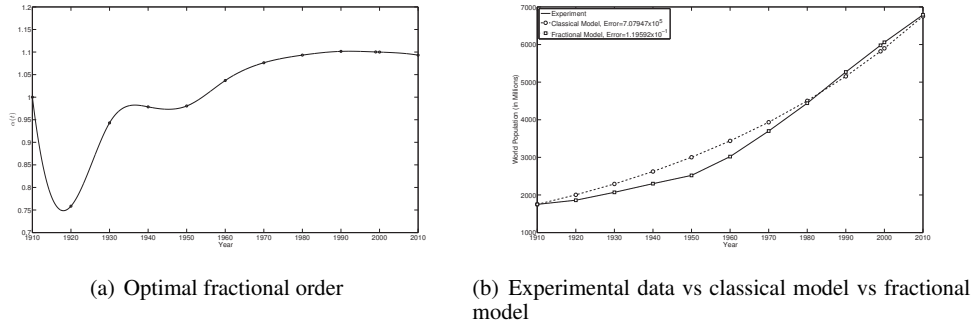 1.2
1.15
1.1
1.05
1
0.95
0.9
0.85
0.8
0.75
0.7
α(t)
1910 1920 1930 1940 1950 1960 1970 1980 1990 2000 2010
Year
(a) Optimal fractional order
Experiment
Classical Model, Error=7.07947x10^5
Fractional Model, Error=1.19592x10^−1
7000
6000
5000
4000
3000
2000
1000
World Population (in Millions)
1910 1920 1930 1940 1950 1960 1970 1980 1990 2000 2010
Year
(b) Experimental data vs classical model vs fractional
model